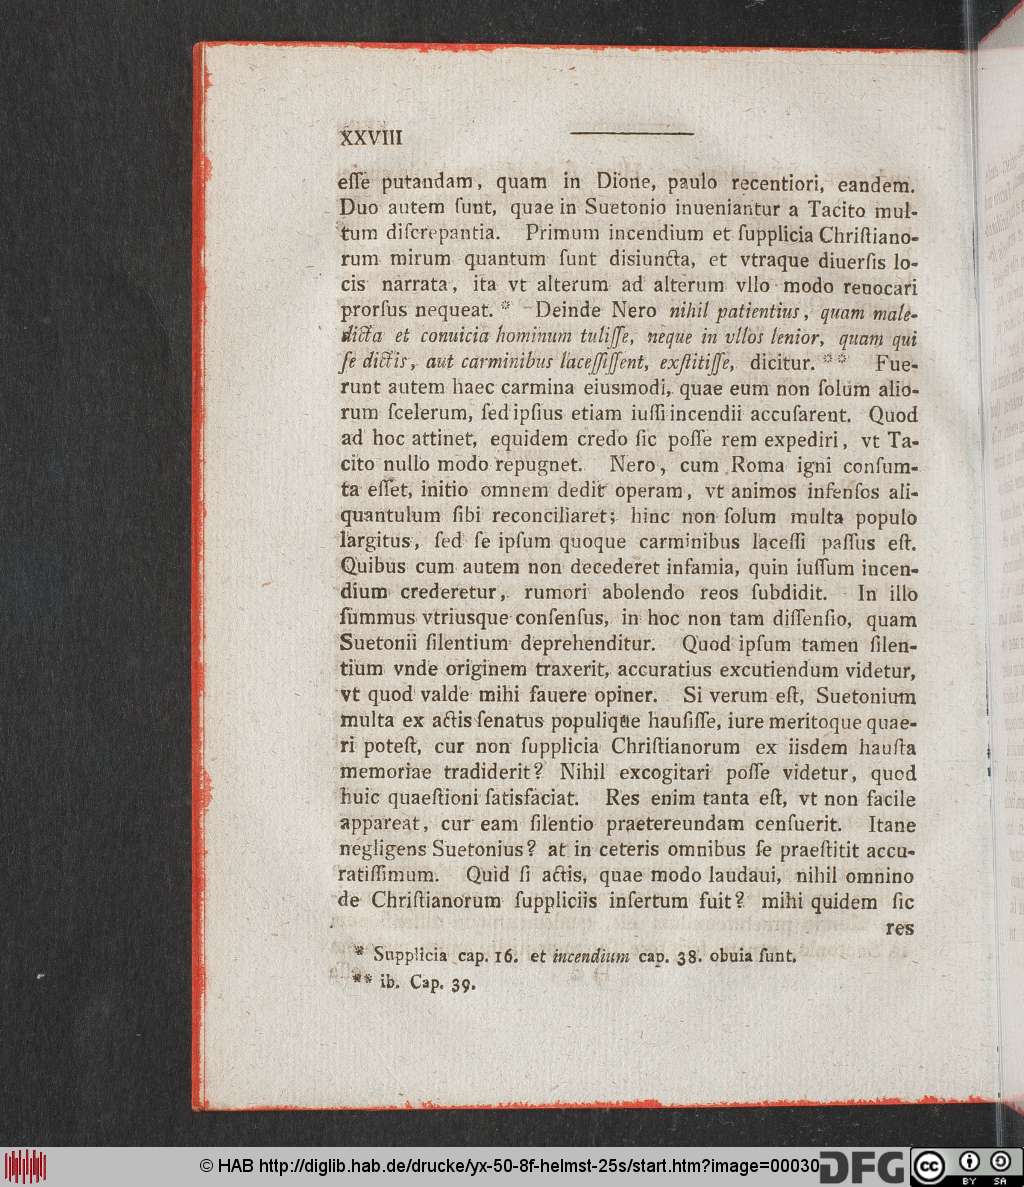 XXVIII
eſſe putandam, quam in Dione, paulo recentiori, eandem.
Duo autem ſunt, quae in Suetonio inueniantur a Tacito mul-
tum diſcrepantia. Primum incendium et ſupplicia Chriſtiano-
rum mirum quantum ſunt disiuncta, et vtraque diuerſis lo-
cis narrata, ita vt alterum ad alterum vllo modo reuocari
prorſus nequeat. * Deinde Nero nihil patientius, quam male-
dicta et conuicia hominum tuliſſe, neque in vllos lenior, quam qui
ſe dictis, aut carminibus laceſſiſſent, exſtitiſſe, dicitur. ** Fue-
runt autem haec carmina eiusmodi, quae eum non ſolum alio-
rum ſcelerum, ſed ipſius etiam iuſſi incendii accuſarent. Quod
ad hoc attinet, equidem credo ſic poſſe rem expediri, vt Ta-
cito nullo modo repugnet. Nero, cum Roma igni conſum-
ta eſſet, initio omnem dedit operam, vt animos infenſos ali-
quantulum ſibi reconciliaret; hinc non ſolum multa populo
largitus, ſed ſe ipſum quoque carminibus laceſſi paſſus eſt.
Quibus cum autem non decederet infamia, quin iuſſum incen-
dium crederetur, rumori abolendo reos ſubdidit. In illo
ſummus vtriusque conſenſus, in hoc non tam diſſenſio, quam
Suetonii ſilentium deprehenditur. Quod ipſum tamen ſilen-
tium vnde originem traxerit, accuratius excutiendum videtur,
vt quod valde mihi fauere opiner. Si verum eſt, Suetonium
multa ex actis ſenatus populique hauſiſſe, iure meritoque quae-
ri poteſt, cur non ſupplicia Chriſtianorum ex iisdem hauſta
memoriae tradiderit? Nihil excogitari poſſe videtur, quod
huic quaeſtioni ſatisfaciat. Res enim tanta eſt, vt non facile
appareat, cur eam ſilentio praetereundam cenſuerit. Itane
negligens Suetonius? at in ceteris omnibus ſe praeſtitit accu-
ratiſſimum. Quid ſi actis, quae modo laudaui, nihil omnino
de Chriſtianorum ſuppliciis inſertum fuit? mihi quidem ſic
res
* Supplicia cap. 16. et incendium cap. 38. obuia ſunt.
** ib. Cap. 39.
© HAB http://diglib.hab.de/drucke/yx-50-8f-helmst-25s/start.htm?image=00030
DFG
cc BY SA